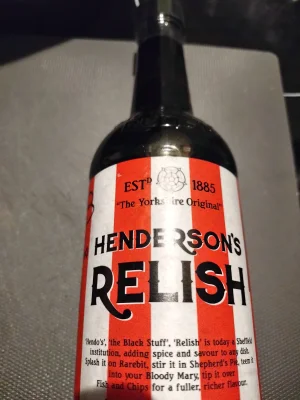 ESTD 1885
"The Yorkshire Original"
HENDERSON'S
RELISH
'Hendo's', 'the Black Stuff', 'Relish' is today a Sheffield
institution, adding spice and savour to any dish.
Splash it on Rarebit, stir it in Shepherd's Pie, teem it
into your Bloody Mary, tip it over
Fish and Chips for a fuller, richer flavour.